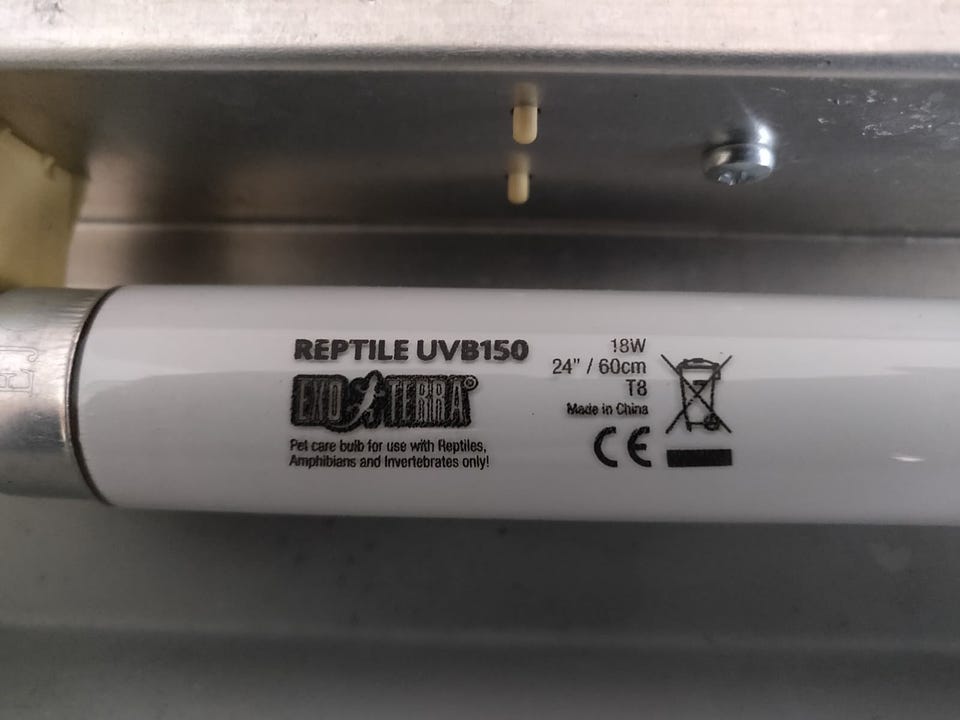 REPTILE UVB150
EXO TERRA®
Pet care bulb for use with Reptiles,
Amphibians and Invertebrates only!
18W
24" / 60cm
T8
Made in China
CE